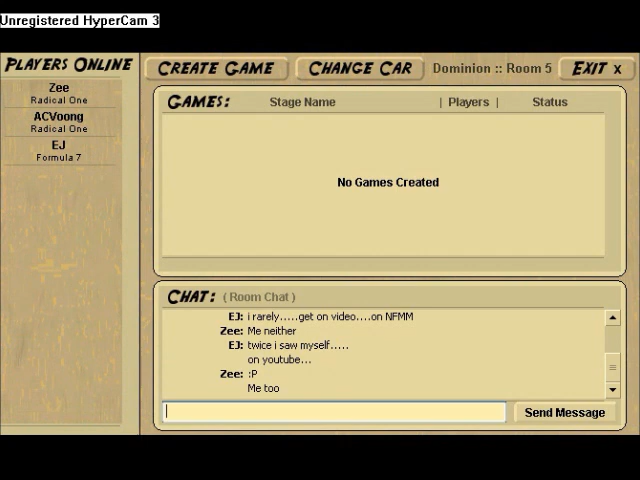 Unregistered HyperCam 3
PLAYERS ONLINE
CREATE GAME
CHANGE CAR
Dominion :: Room 5
EXIT x
Zee
Radical One
ACVoong
Radical One
EJ
Formula 7
GAMES: Stage Name | Players | Status
No Games Created
CHAT: ( Room Chat )
EJ: i rarely.....get on video....on NFMM
Zee: Me neither
EJ: twice i saw myself.....
on youtube...
Zee: :P
Me too
Send Message